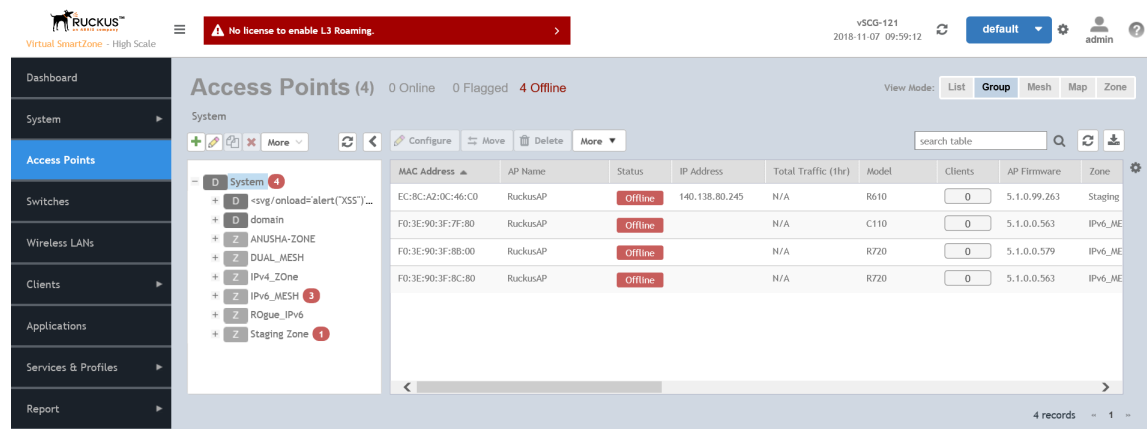 RUCKUS™
an ARRIS company
Virtual SmartZone - High Scale
No license to enable L3 Roaming.
vSCG-121
2018-11-07 09:59:12
default
admin
Dashboard
System
Access Points
Switches
Wireless LANs
Clients
Applications
Services & Profiles
Report
Access Points (4) 0 Online 0 Flagged 4 Offline
View Mode: List Group Mesh Map Zone
System
More
Configure Move Delete More
search table
D System 4
D <svg/onload='alert("XSS")'...
D domain
Z ANUSHA-ZONE
Z DUAL_MESH
Z IPv4_ZOne
Z IPv6_MESH 3
Z ROgue_IPv6
Z Staging Zone 1
MAC Address AP Name Status IP Address Total Traffic (1hr) Model Clients AP Firmware Zone
EC:8C:A2:0C:46:C0 RuckusAP Offline 140.138.80.245 N/A R610 0 5.1.0.99.263 Staging
F0:3E:90:3F:7F:80 RuckusAP Offline N/A C110 0 5.1.0.0.563 IPv6_ME
F0:3E:90:3F:8B:00 RuckusAP Offline N/A R720 0 5.1.0.0.579 IPv6_ME
F0:3E:90:3F:8C:80 RuckusAP Offline N/A R720 0 5.1.0.0.563 IPv6_ME
4 records « 1 »